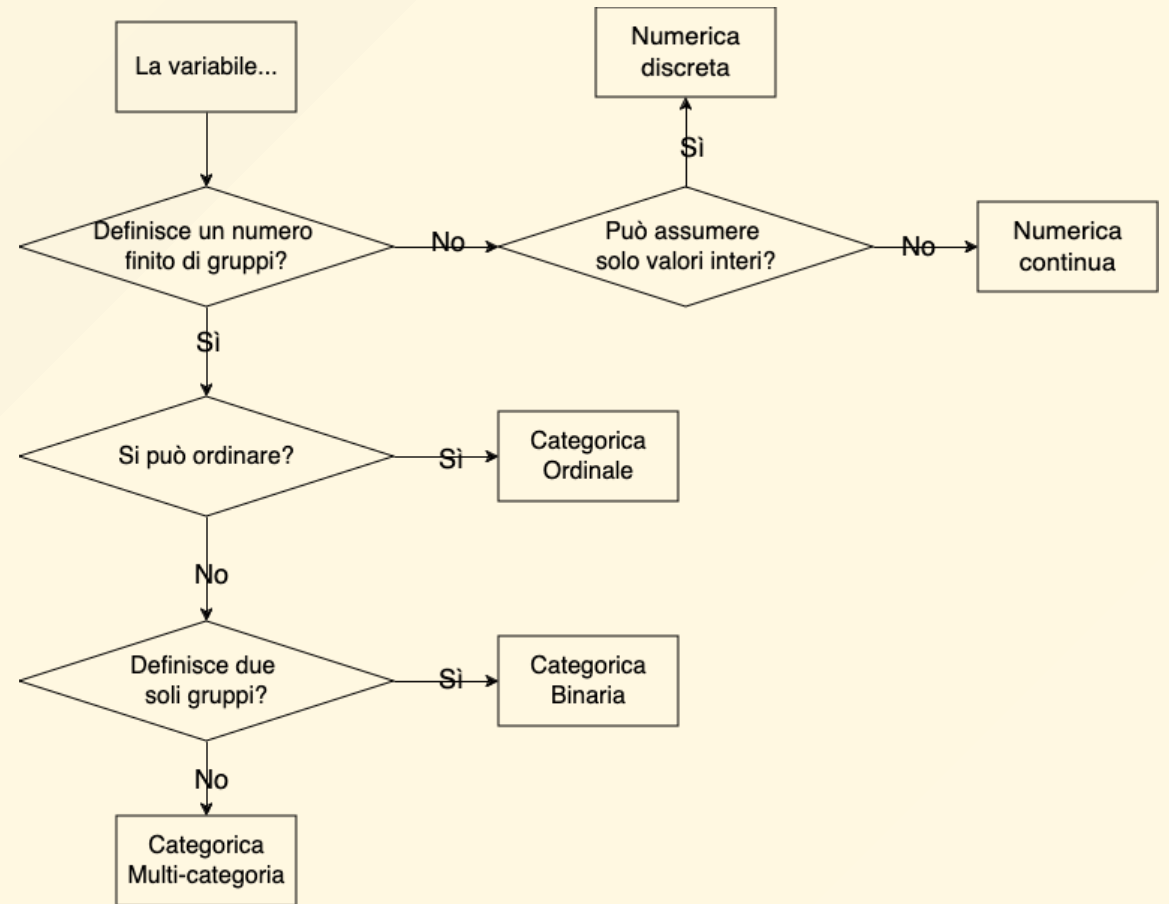 La variabile...
Numerica
discreta
Sì
Definisce un numero
finito di gruppi?
No
Può assumere
solo valori interi?
No
Numerica
continua
Sì
Si può ordinare?
Sì
Categorica
Ordinale
No
Definisce due
soli gruppi?
Sì
Categorica
Binaria
No
Categorica
Multi-categoria